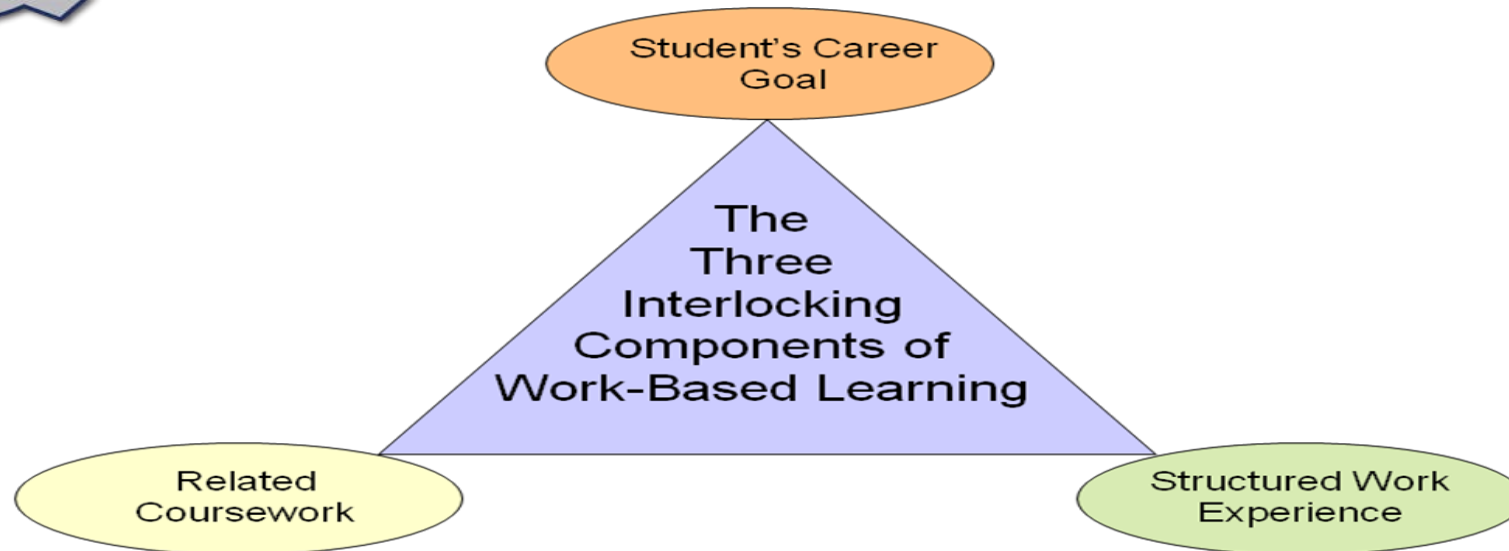 Student’s Career
Goal
The
Three
Interlocking
Components of
Work-Based Learning
Related
Coursework
Structured Work
Experience